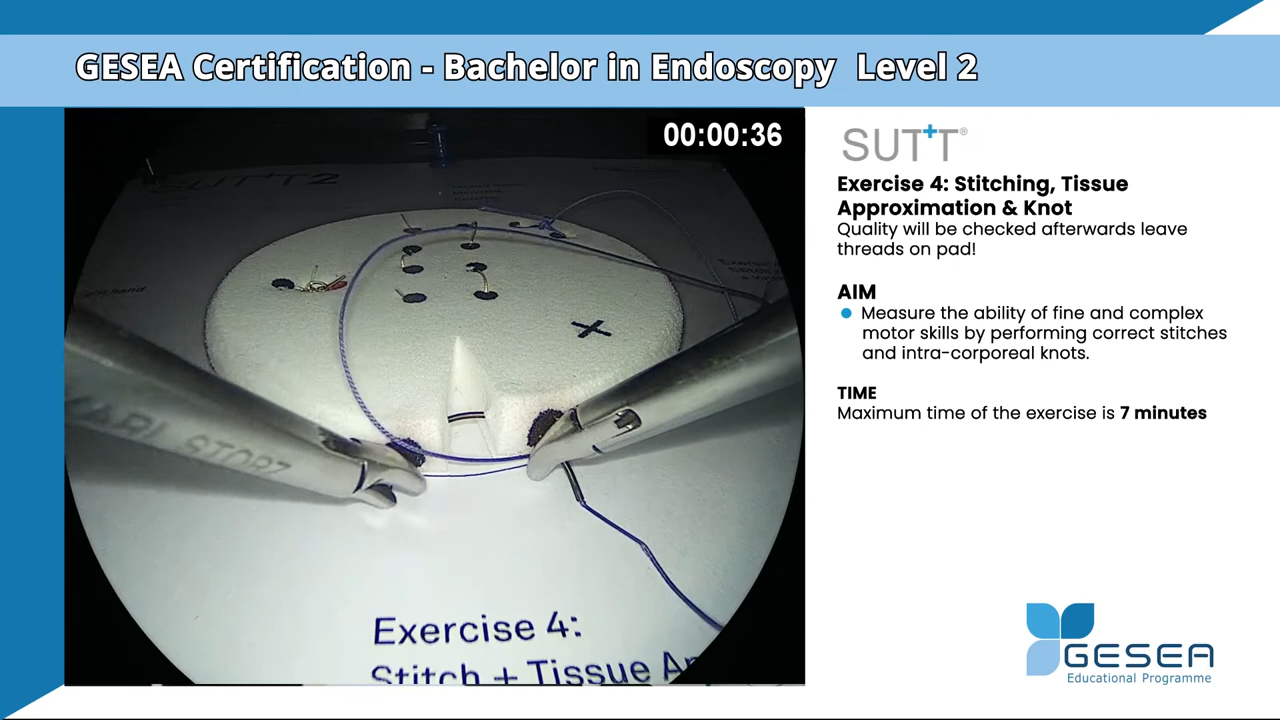 GESEA Certification - Bachelor in Endoscopy Level 2
00:00:36
SUTT2
KARL STORZ
Exercise 4:
Stitch + Tissue Ap
SUTT®
Exercise 4: Stitching, Tissue
Approximation & Knot
Quality will be checked afterwards leave
threads on pad!
AIM
Measure the ability of fine and complex
motor skills by performing correct stitches
and intra-corporeal knots.
TIME
Maximum time of the exercise is 7 minutes
GESEA
Educational Programme